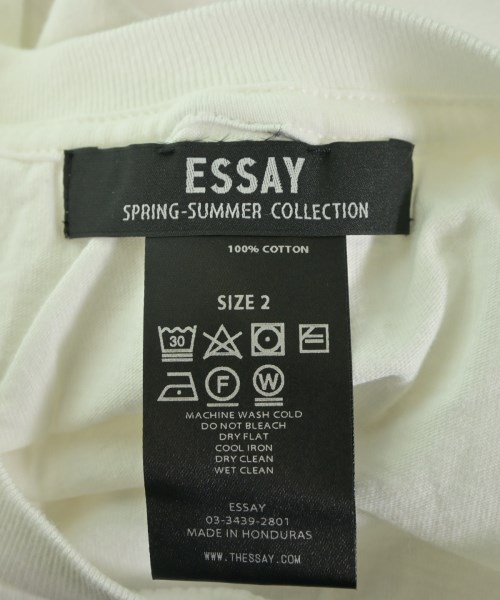 ESSAY
SPRING-SUMMER COLLECTION
100% COTTON
SIZE 2
30
F W
MACHINE WASH COLD
DO NOT BLEACH
DRY FLAT
COOL IRON
DRY CLEAN
WET CLEAN
ESSAY
03-3439-2801
MADE IN HONDURAS
WWW.THESSAY.COM